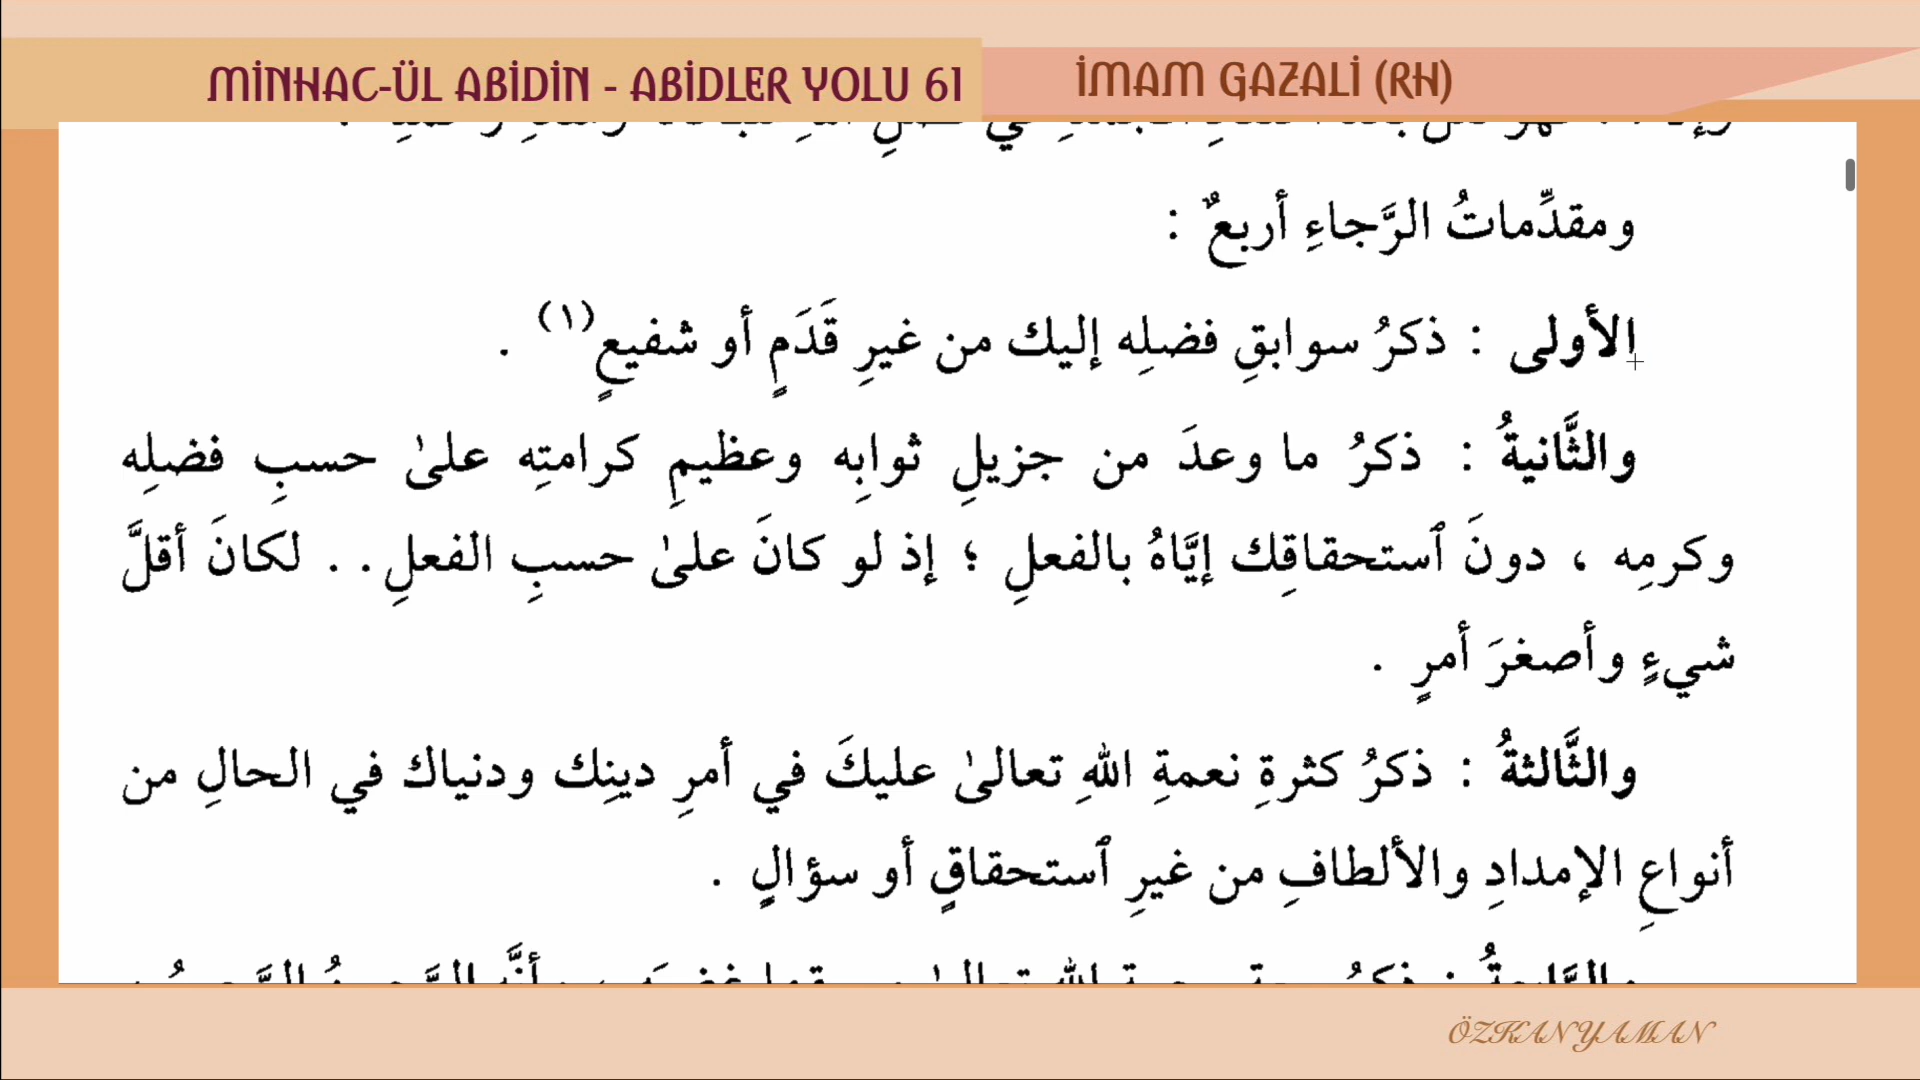 MİNHAC-ÜL ABİDİN - ABİDLER YOLU 61
İMAM GAZALİ (RH)
ومقدِّماتُ الرَّجاءِ أربعٌ :
الأولى : ذكرُ سوابقِ فضلِه إليك من غيرِ قَدَمٍ أو شفيعٍ(١) .
والثَّانيةُ : ذكرُ ما وعدَ من جزيلِ ثوابِه وعظيمِ كرامتِه علىٰ حسبِ فضلِه
وكرمِه ، دونَ ٱستحقاقِك إيَّاهُ بالفعلِ ؛ إذ لو كانَ علىٰ حسبِ الفعلِ . . لكانَ أقلَّ
شيءٍ وأصغرَ أمرٍ .
والثَّالثةُ : ذكرُ كثرةِ نعمةِ اللهِ تعالىٰ عليكَ في أمرِ دينِك ودنياك في الحالِ من
أنواعِ الإمدادِ والألطافِ من غيرِ ٱستحقاقٍ أو سؤالٍ .
ÖZKAN YAMAN